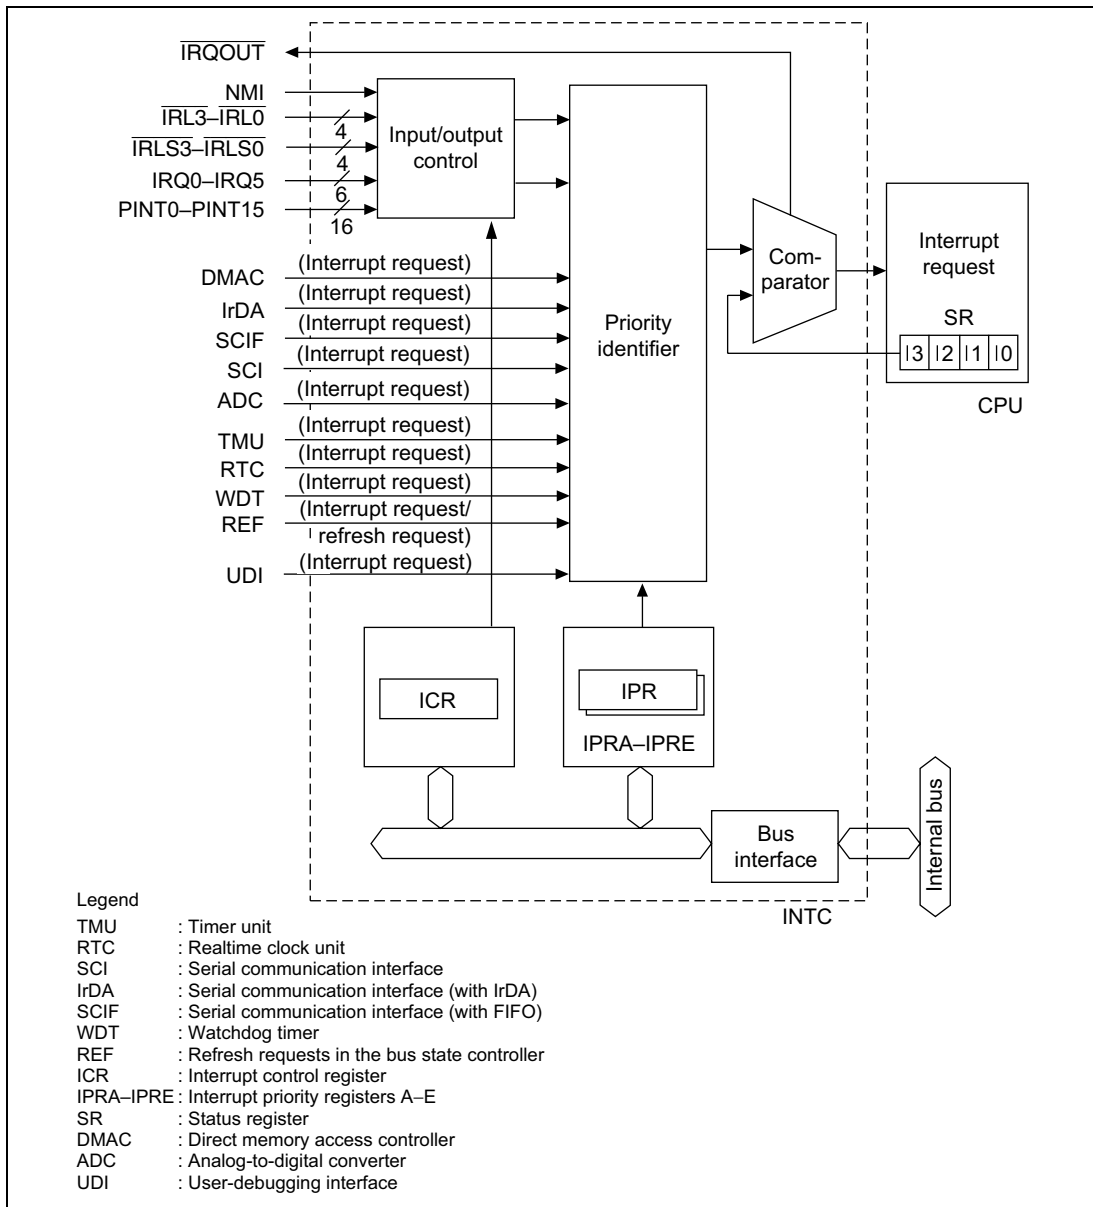 IRQOUT
NMI
IRL3–IRL0
4
IRLS3–IRLS0
4
IRQ0–IRQ5
6
PINT0–PINT15
16
Input/output
control
DMAC (Interrupt request)
IrDA (Interrupt request)
SCIF (Interrupt request)
SCI (Interrupt request)
ADC (Interrupt request)
TMU (Interrupt request)
RTC (Interrupt request)
WDT (Interrupt request)
REF (Interrupt request/
refresh request)
UDI (Interrupt request)
Priority
identifier
Com-
parator
Interrupt
request
SR
I3 I2 I1 I0
CPU
ICR
IPR
IPRA–IPRE
Bus
interface
Internal bus
INTC
Legend
TMU : Timer unit
RTC : Realtime clock unit
SCI : Serial communication interface
IrDA : Serial communication interface (with IrDA)
SCIF : Serial communication interface (with FIFO)
WDT : Watchdog timer
REF : Refresh requests in the bus state controller
ICR : Interrupt control register
IPRA–IPRE : Interrupt priority registers A–E
SR : Status register
DMAC : Direct memory access controller
ADC : Analog-to-digital converter
UDI : User-debugging interface